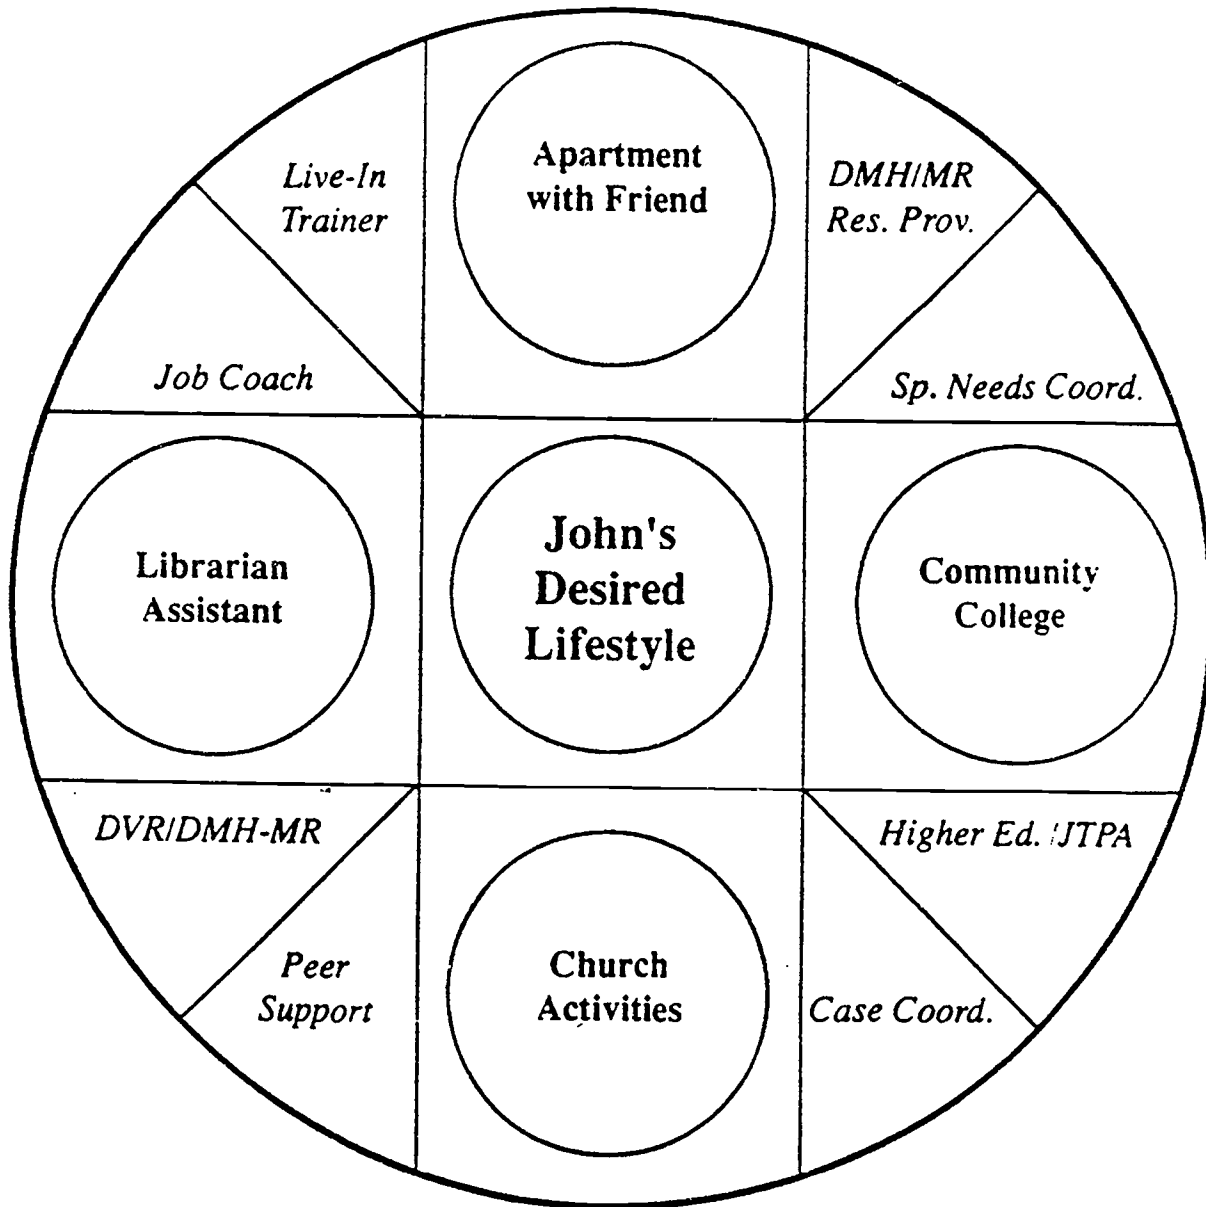 Live-In
Trainer
Apartment
with Friend
DMH/MR
Res. Prov.
Job Coach
Sp. Needs Coord.
Librarian
Assistant
John's
Desired
Lifestyle
Community
College
DVR/DMH-MR
Higher Ed. /JTPA
Peer
Support
Church
Activities
Case Coord.